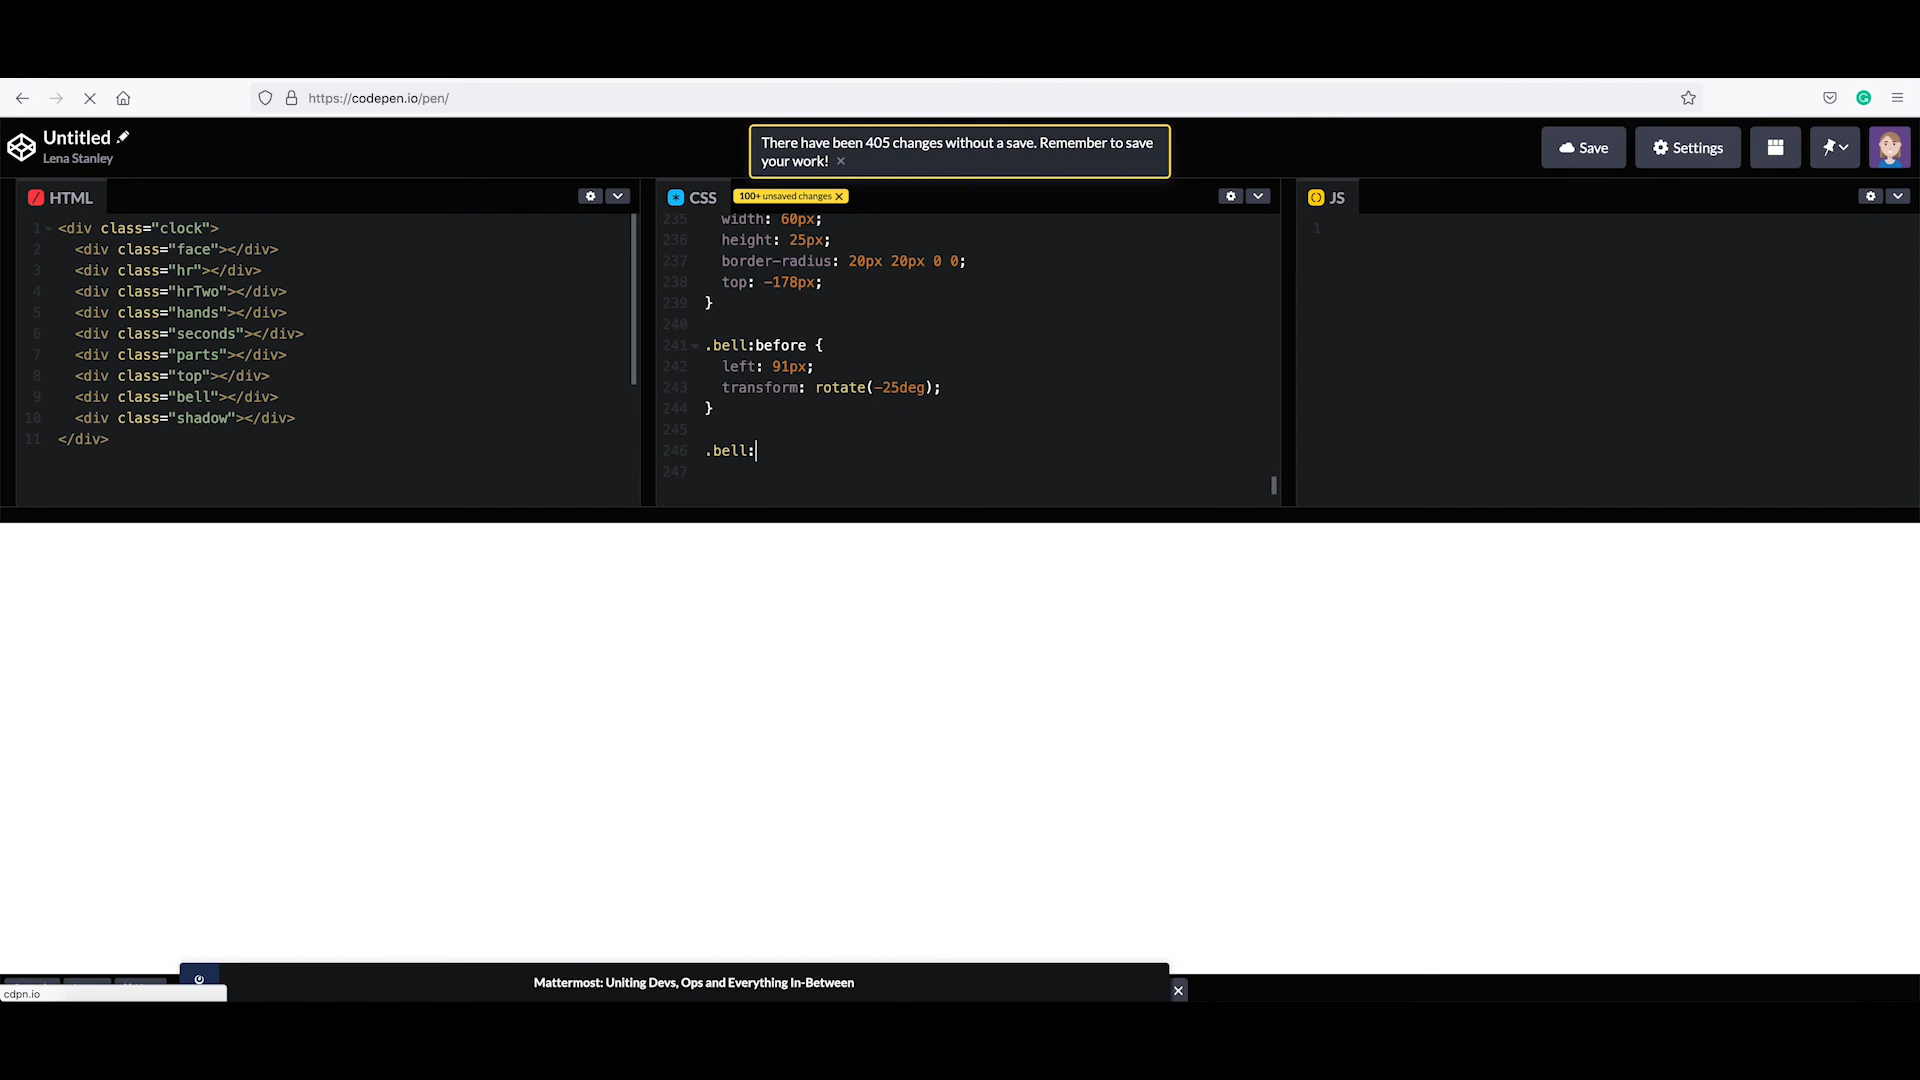 https://codepen.io/pen/
Untitled
Lena Stanley
There have been 405 changes without a save. Remember to save
your work! ×
Save
Settings
HTML
CSS
100+ unsaved changes ×
JS
1 <div class="clock">
2 <div class="face"></div>
3 <div class="hr"></div>
4 <div class="hrTwo"></div>
5 <div class="hands"></div>
6 <div class="seconds"></div>
7 <div class="parts"></div>
8 <div class="top"></div>
9 <div class="bell"></div>
10 <div class="shadow"></div>
11 </div>
235 width: 60px;
236 height: 25px;
237 border-radius: 20px 20px 0 0;
238 top: -178px;
239 }
240
241 .bell:before {
242 left: 91px;
243 transform: rotate(-25deg);
244 }
245
246 .bell:
247
1
Mattermost: Uniting Devs, Ops and Everything In-Between
cdpn.io